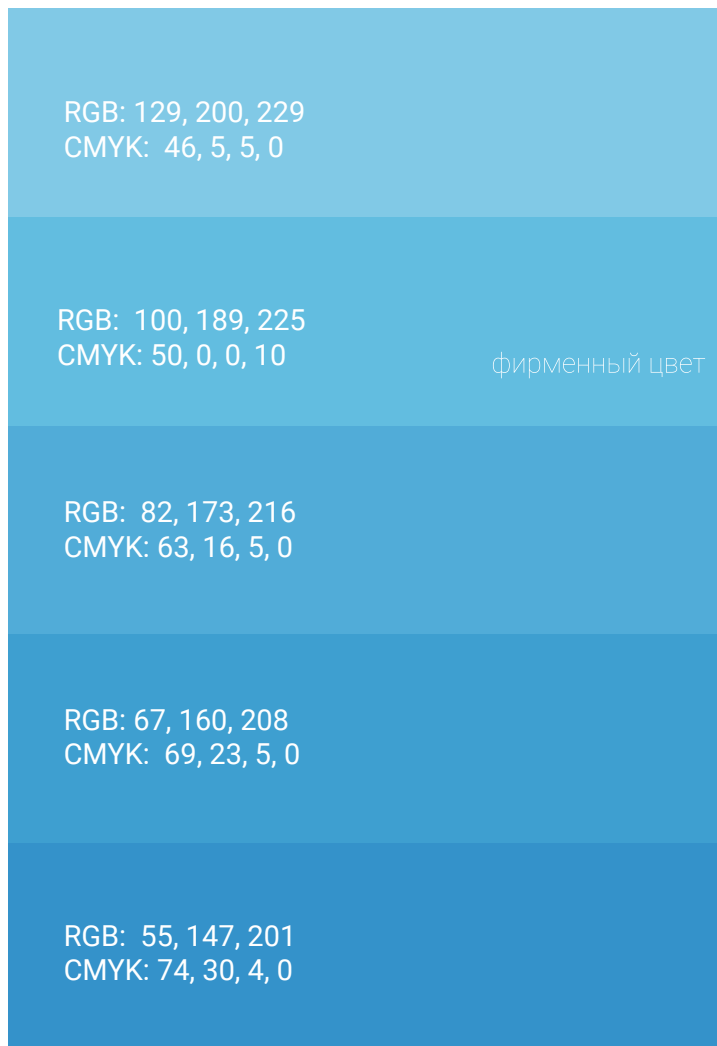 RGB: 129, 200, 229
CMYK: 46, 5, 5, 0
RGB: 100, 189, 225
CMYK: 50, 0, 0, 10
фирменный цвет
RGB: 82, 173, 216
CMYK: 63, 16, 5, 0
RGB: 67, 160, 208
CMYK: 69, 23, 5, 0
RGB: 55, 147, 201
CMYK: 74, 30, 4, 0